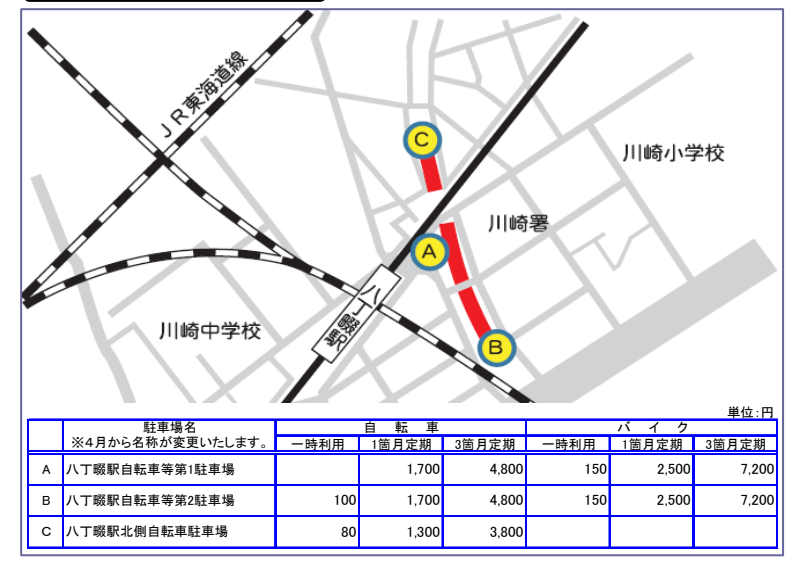 JR東海道線
C
川崎小学校
川崎署
A
八丁畷駅
川崎中学校
B
単位:円
駐車場名 自 転 車 バ イ ク
※4月から名称が変更いたします。 一時利用 1箇月定期 3箇月定期 一時利用 1箇月定期 3箇月定期
A 八丁畷駅自転車等第1駐車場 1,700 4,800 150 2,500 7,200
B 八丁畷駅自転車等第2駐車場 100 1,700 4,800 150 2,500 7,200
C 八丁畷駅北側自転車駐車場 80 1,300 3,800